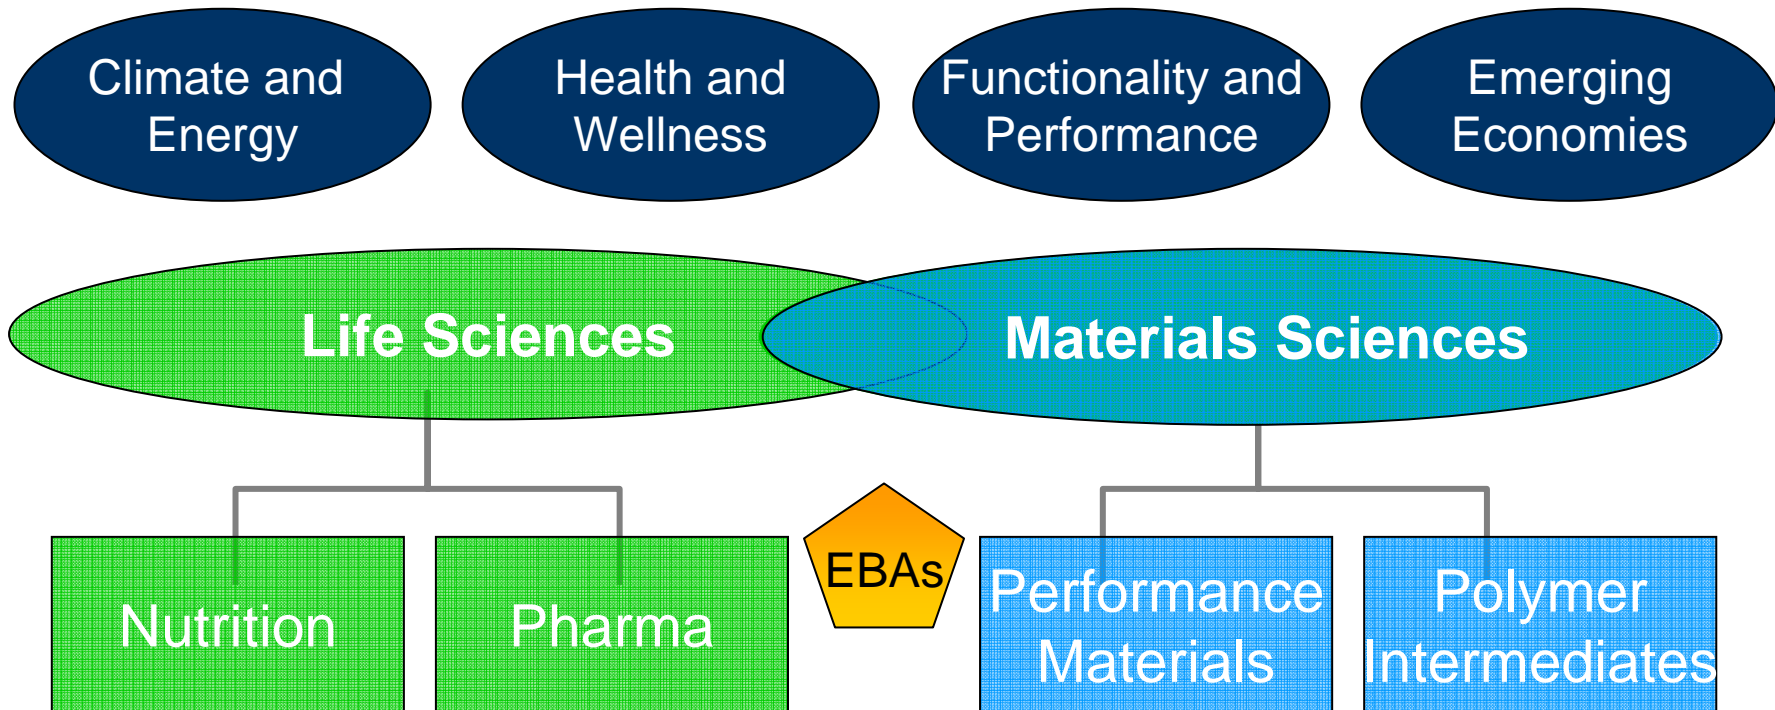 Climate and
Energy
Health and
Wellness
Functionality and
Performance
Emerging
Economies
Life Sciences
Materials Sciences
Nutrition
Pharma
EBAs
Performance
Materials
Polymer
Intermediates